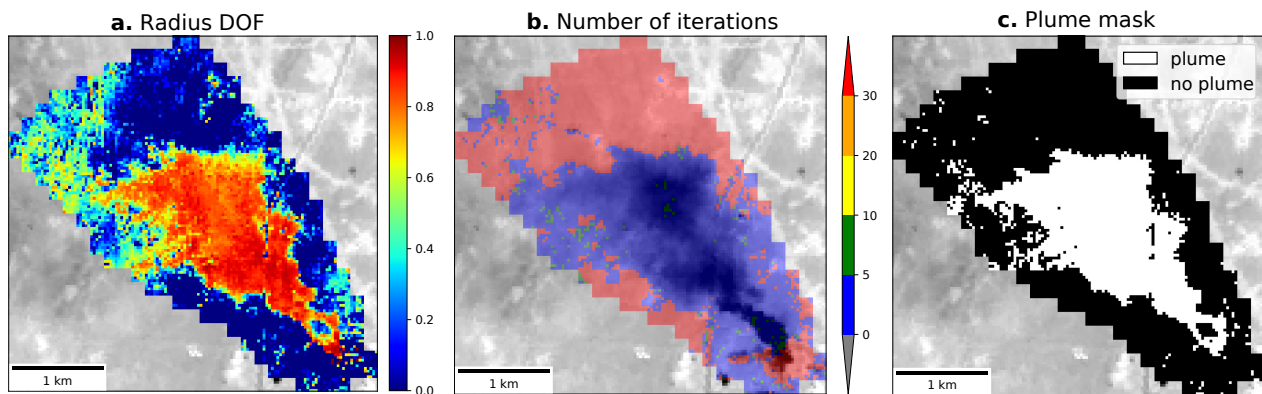 a. Radius DOF
b. Number of iterations
c. Plume mask
1.0
0.8
0.6
0.4
0.2
0.0
1 km
30
20
10
5
0
1 km
plume
no plume
1 km